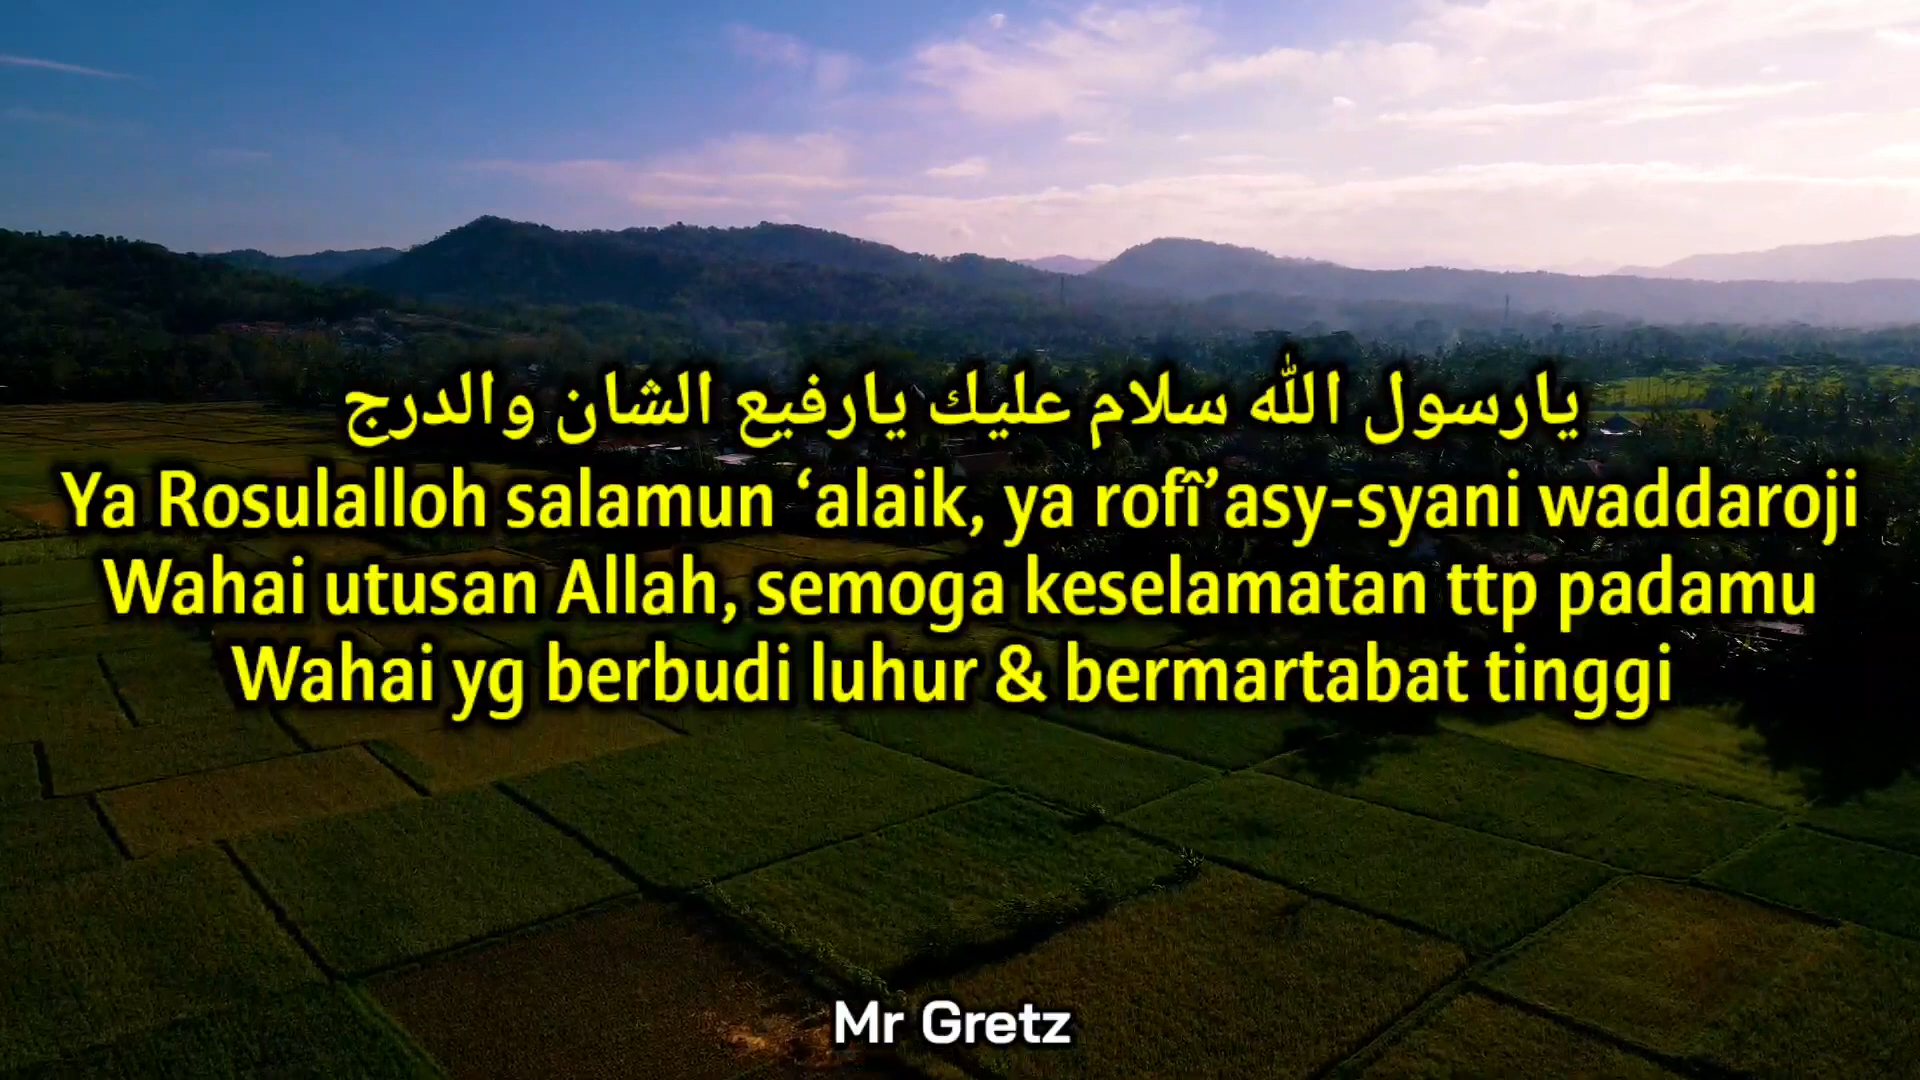 يارسول الله سلام عليك يارفيع الشان والدرج
Ya Rosulalloh salamun ‘alaik, ya rofî’asy-syani waddaroji
Wahai utusan Allah, semoga keselamatan ttp padamu
Wahai yg berbudi luhur & bermartabat tinggi
Mr Gretz